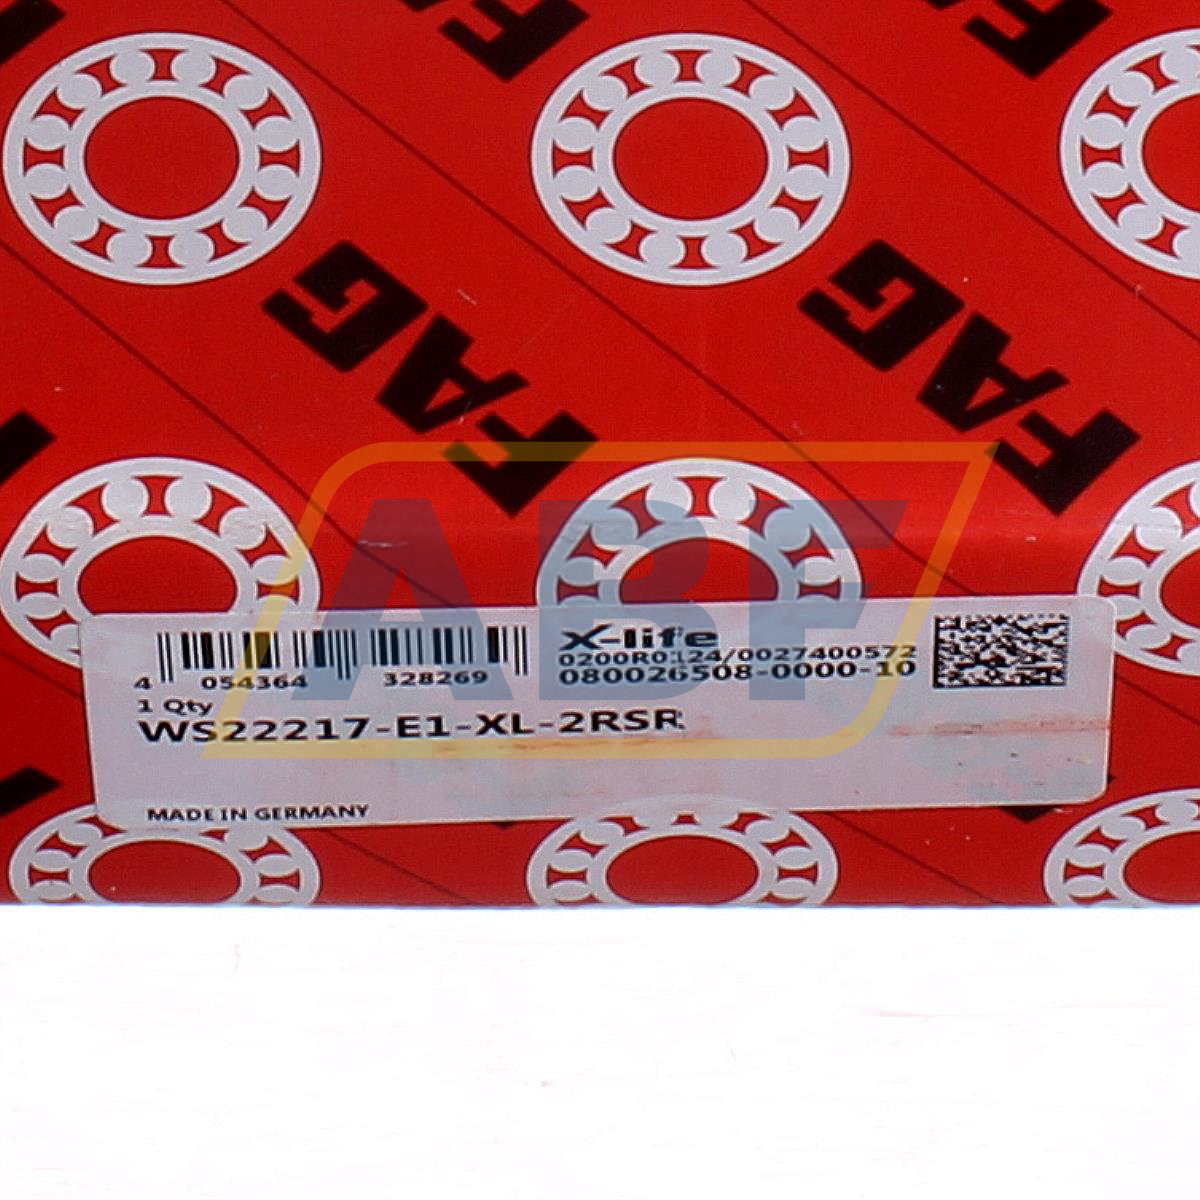 FAG
FAG
ABF
X-life
0200R0124/0027400572
080026508-0000-10
4 054364 328269
1 Qty
WS22217-E1-XL-2RSR
MADE IN GERMANY